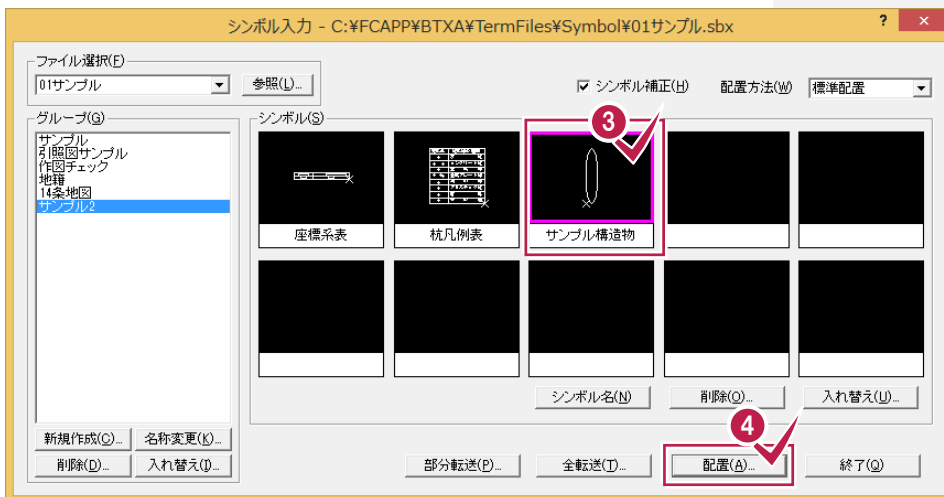 シンボル入力 - C:¥FCAPP¥BTXA¥TermFiles¥Symbol¥01サンプル.sbx
? ×
ファイル選択(F)
01サンプル
参照(L)...
シンボル補正(H)
配置方法(W)
標準配置
グループ(G)
サンプル
引照図サンプル
作図チェック
地籍
14条地図
サンプル2
シンボル(S)
3
座標系表
杭凡例表
サンプル構造物
シンボル名(N)
削除(O)...
入れ替え(U)...
新規作成(C)...
名称変更(K)...
削除(D)...
入れ替え(I)...
4
部分転送(P)...
全転送(T)...
配置(A)...
終了(Q)